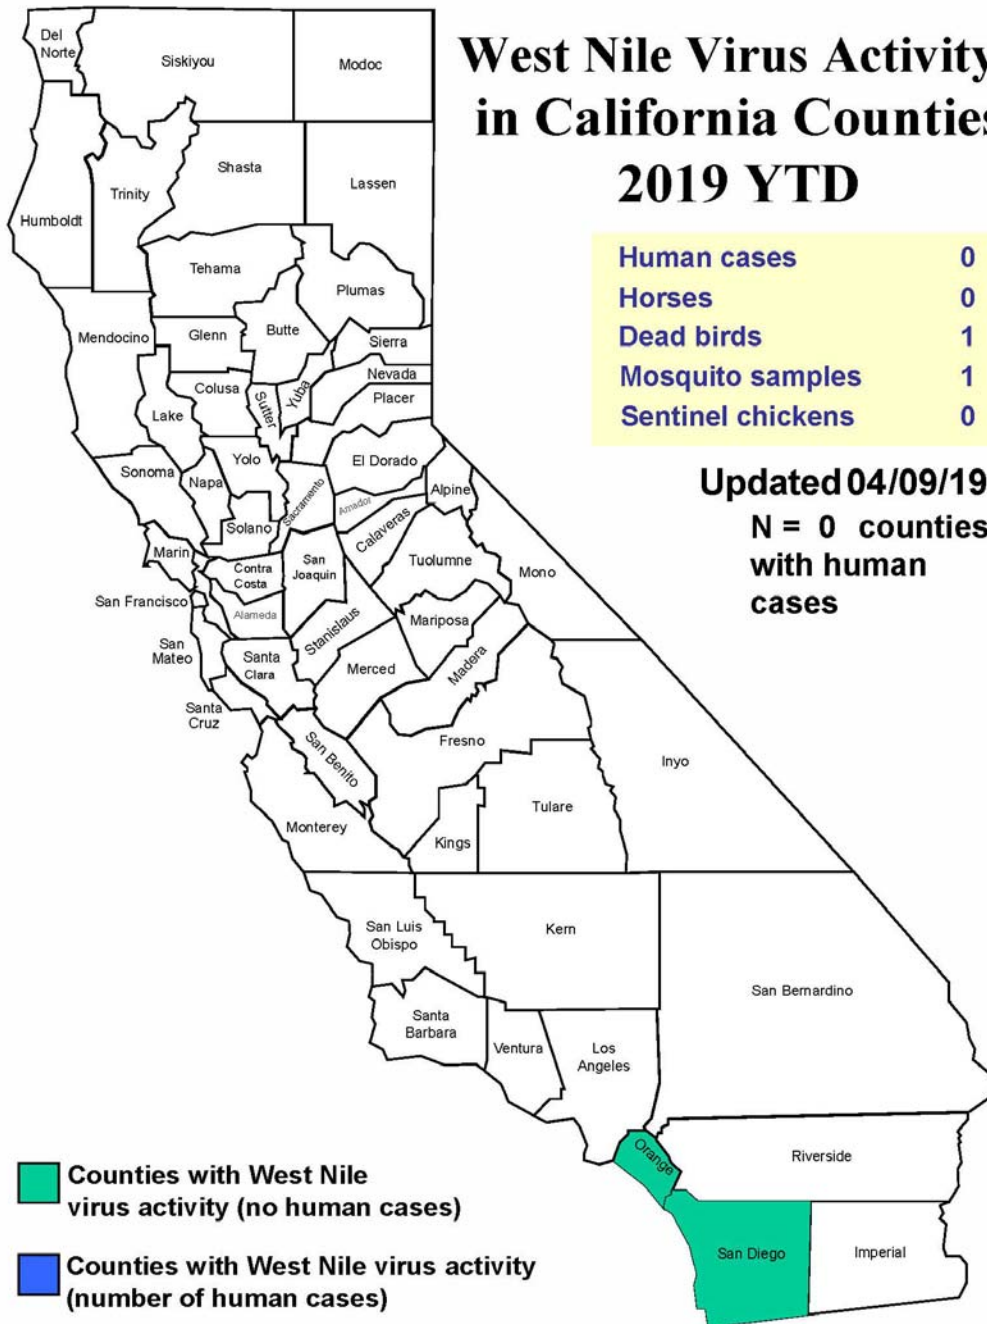 West Nile Virus Activity
in California Counties
2019 YTD
Human cases 0
Horses 0
Dead birds 1
Mosquito samples 1
Sentinel chickens 0
Updated 04/09/19
N = 0 counties
with human
cases
Del
Norte
Siskiyou
Modoc
Shasta
Lassen
Trinity
Humboldt
Tehama
Plumas
Mendocino
Glenn
Butte
Sierra
Nevada
Placer
Colusa
Sutter
Yuba
Lake
Yolo
El Dorado
Sonoma
Napa
Sacramento
Amador
Alpine
Solano
Calaveras
Marin
Contra
Costa
San
Joaquin
Tuolumne
Mono
San Francisco
Alameda
Stanislaus
Mariposa
San
Mateo
Santa
Clara
Merced
Madera
Santa
Cruz
San Benito
Fresno
Inyo
Monterey
Kings
Tulare
San Luis
Obispo
Kern
San Bernardino
Santa
Barbara
Ventura
Los
Angeles
Orange
Riverside
San Diego
Imperial
Counties with West Nile
virus activity (no human cases)
Counties with West Nile virus activity
(number of human cases)